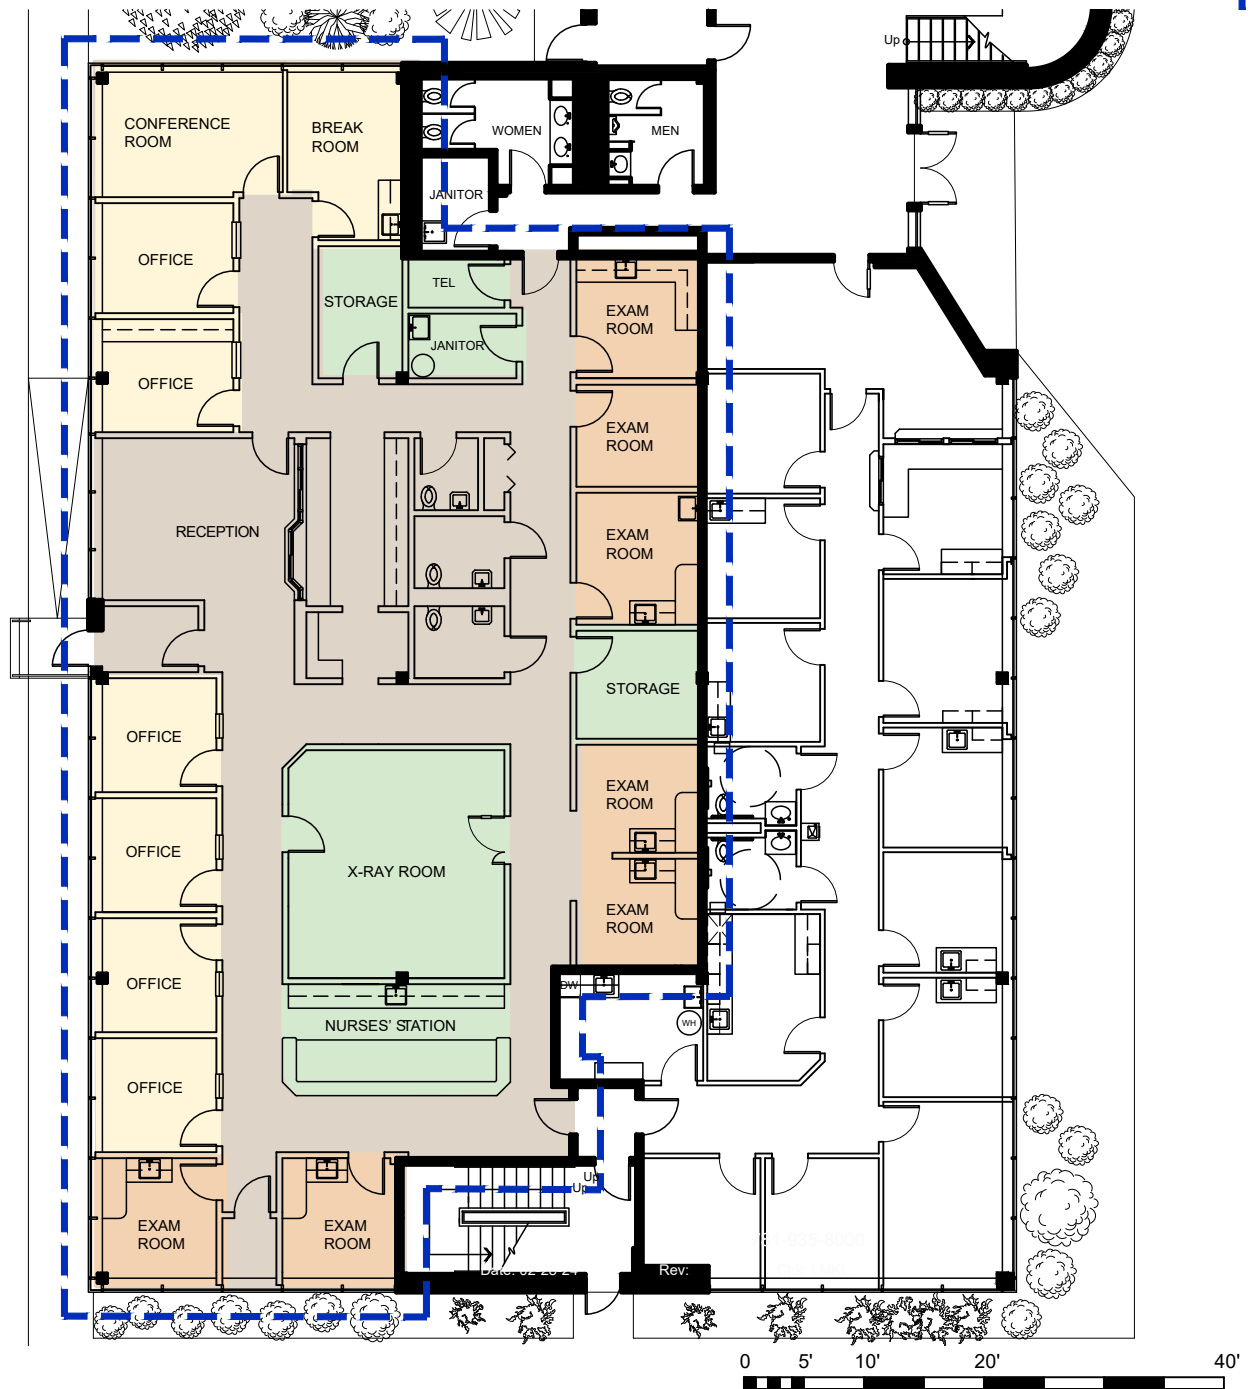 Up
CONFERENCE
ROOM
BREAK
ROOM
WOMEN
MEN
JANITOR
OFFICE
TEL
STORAGE
EXAM
ROOM
JANITOR
OFFICE
EXAM
ROOM
RECEPTION
EXAM
ROOM
STORAGE
OFFICE
EXAM
ROOM
OFFICE
X-RAY ROOM
EXAM
ROOM
OFFICE
DW
NURSES' STATION
WH
OFFICE
Up
Up
EXAM
ROOM
EXAM
ROOM
Rev:
0 5' 10' 20' 40'